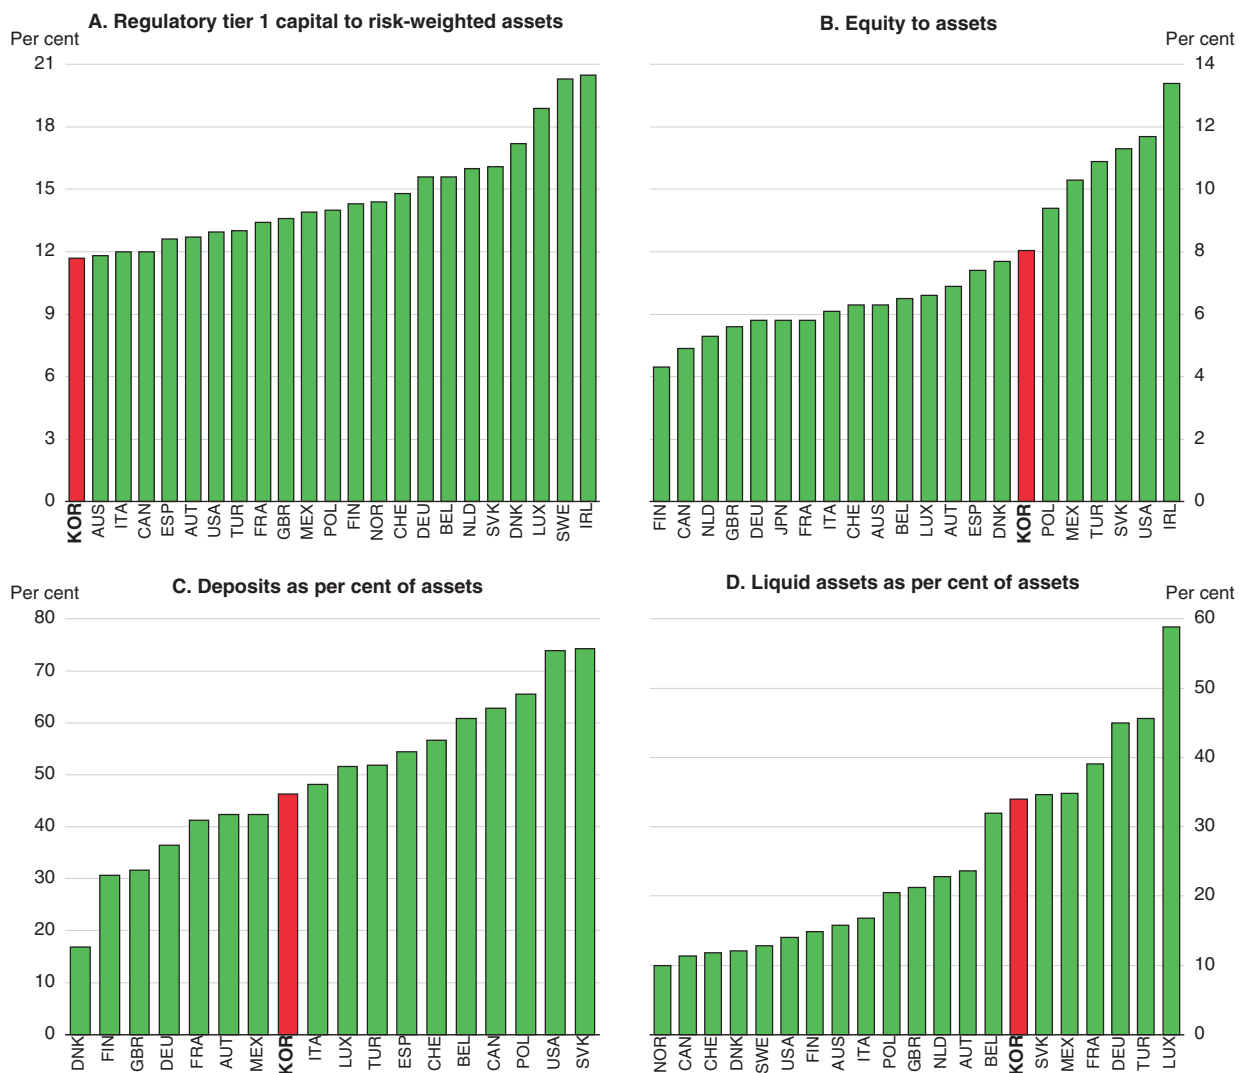 A. Regulatory tier 1 capital to risk-weighted assets
Per cent
21
18
15
12
9
6
3
0
KOR AUS ITA CAN ESP AUT USA TUR FRA GBR MEX POL FIN NOR CHE DEU BEL NLD SVK DNK LUX SWE IRL
B. Equity to assets
Per cent
14
12
10
8
6
4
2
0
FIN CAN NLD GBR DEU JPN FRA ITA CHE AUS BEL LUX AUT ESP DNK KOR POL MEX TUR SVK USA IRL
C. Deposits as per cent of assets
Per cent
80
70
60
50
40
30
20
10
0
DNK FIN GBR DEU FRA AUT MEX KOR ITA LUX TUR ESP CHE BEL CAN POL USA SVK
D. Liquid assets as per cent of assets
Per cent
60
50
40
30
20
10
0
NOR CAN CHE DNK SWE USA FIN AUS ITA POL GBR NLD AUT BEL KOR SVK MEX FRA DEU TUR LUX